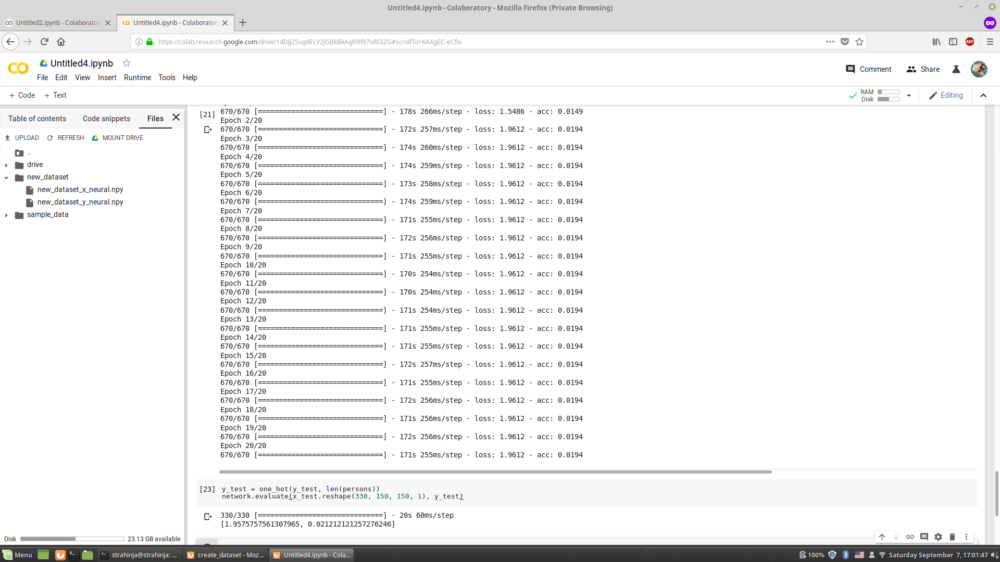 Untitled4.ipynb - Colaboratory - Mozilla Firefox (Private Browsing)
Untitled2.ipynb - Colaborator
Untitled4.ipynb - Colaborator
https://colab.research.google.com/drive/1dDJj25ugdELV2jGBkBkAgN9f97xREkZG#scrollTo=KAXgEC-eCfxi
ABP
Untitled4.ipynb
Comment
Share
File Edit View Insert Runtime Tools Help
+ Code + Text
RAM
Disk
Editing
Table of contents Code snippets Files
UPLOAD REFRESH MOUNT DRIVE
..
drive
new_dataset
new_dataset_x_neural.npy
new_dataset_y_neural.npy
sample_data
Disk 23.13 GB available
[21]
670/670 [==============================] - 178s 266ms/step - loss: 1.5486 - acc: 0.0149
Epoch 2/20
670/670 [==============================] - 172s 257ms/step - loss: 1.9612 - acc: 0.0194
Epoch 3/20
670/670 [==============================] - 174s 260ms/step - loss: 1.9612 - acc: 0.0194
Epoch 4/20
670/670 [==============================] - 174s 259ms/step - loss: 1.9612 - acc: 0.0194
Epoch 5/20
670/670 [==============================] - 173s 258ms/step - loss: 1.9612 - acc: 0.0194
Epoch 6/20
670/670 [==============================] - 174s 259ms/step - loss: 1.9612 - acc: 0.0194
Epoch 7/20
670/670 [==============================] - 171s 255ms/step - loss: 1.9612 - acc: 0.0194
Epoch 8/20
670/670 [==============================] - 172s 256ms/step - loss: 1.9612 - acc: 0.0194
Epoch 9/20
670/670 [==============================] - 171s 255ms/step - loss: 1.9612 - acc: 0.0194
Epoch 10/20
670/670 [==============================] - 170s 254ms/step - loss: 1.9612 - acc: 0.0194
Epoch 11/20
670/670 [==============================] - 170s 254ms/step - loss: 1.9612 - acc: 0.0194
Epoch 12/20
670/670 [==============================] - 171s 254ms/step - loss: 1.9612 - acc: 0.0194
Epoch 13/20
670/670 [==============================] - 171s 255ms/step - loss: 1.9612 - acc: 0.0194
Epoch 14/20
670/670 [==============================] - 171s 255ms/step - loss: 1.9612 - acc: 0.0194
Epoch 15/20
670/670 [==============================] - 172s 257ms/step - loss: 1.9612 - acc: 0.0194
Epoch 16/20
670/670 [==============================] - 171s 255ms/step - loss: 1.9612 - acc: 0.0194
Epoch 17/20
670/670 [==============================] - 172s 256ms/step - loss: 1.9612 - acc: 0.0194
Epoch 18/20
670/670 [==============================] - 171s 256ms/step - loss: 1.9612 - acc: 0.0194
Epoch 19/20
670/670 [==============================] - 172s 256ms/step - loss: 1.9612 - acc: 0.0194
Epoch 20/20
670/670 [==============================] - 171s 255ms/step - loss: 1.9612 - acc: 0.0194
[23] y_test = one_hot(y_test, len(persons))
network.evaluate(x_test.reshape(330, 150, 150, 1), y_test)
330/330 [==============================] - 20s 60ms/step
[1.9575757561307965, 0.021212121257276246]
Menu
strahinja@strahinja: ...
create_dataset - Moz...
Untitled4.ipynb - Cola...
100%
Saturday September 7, 17:01:47